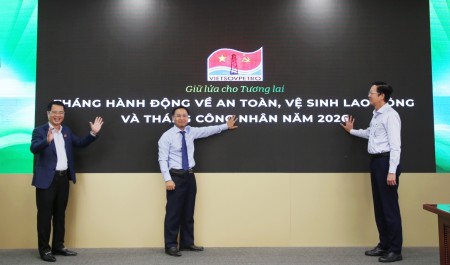 VIETSOVPETRO
Giữ lửa cho Tương lai
THÁNG HÀNH ĐỘNG VỀ AN TOÀN, VỆ SINH LAO ĐỘNG
VÀ THÁNG CÔNG NHÂN NĂM 2026